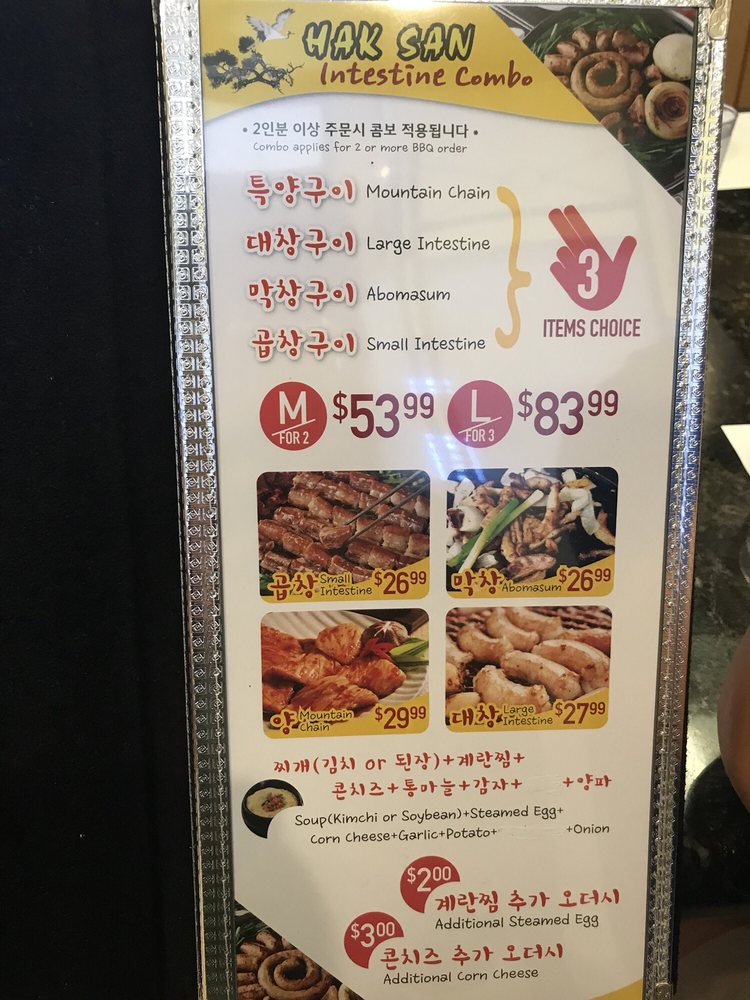 HAK SAN
Intestine Combo
• 2인분 이상 주문시 콤보 적용됩니다 •
Combo applies for 2 or more BBQ order
특양구이 Mountain Chain
대창구이 Large Intestine
막창구이 Abomasum
곱창구이 Small Intestine
3
ITEMS CHOICE
M FOR 2 $53.99 L FOR 3 $83.99
곱창 Small Intestine $26.99
막창 Abomasum $26.99
양 Mountain Chain $29.99
대창 Large Intestine $27.99
찌개(김치 or 된장)+계란찜+
콘치즈+통마늘+감자+ +양파
Soup(Kimchi or Soybean)+Steamed Egg+
Corn Cheese+Garlic+Potato+ +Onion
$2.00
계란찜 추가 오더시
Additional Steamed Egg
$3.00
콘치즈 추가 오더시
Additional Corn Cheese